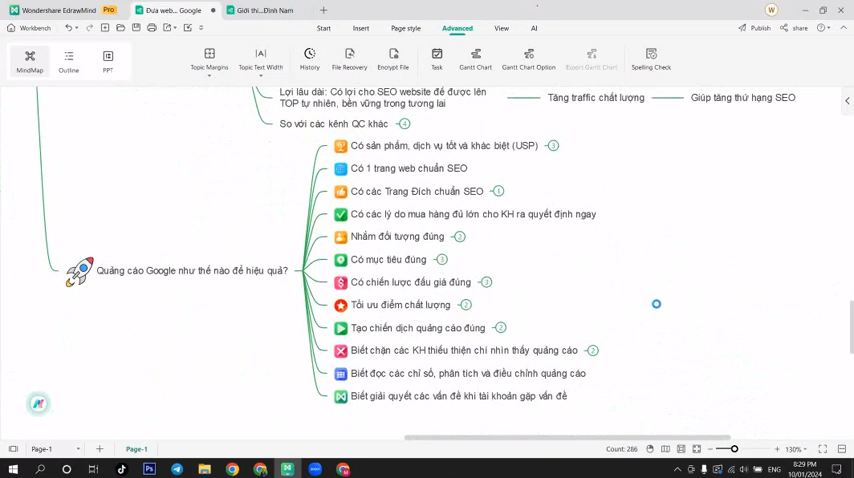 Wondershare EdrawMind Pro
Đưa web... Google
Giới thi...Định Nam
W
Workbench
Start
Insert
Page style
Advanced
View
AI
Publish
share
MindMap
Outline
PPT
Topic Margins
Topic Text Width
History
File Recovery
Encrypt File
Task
Gantt Chart
Gantt Chart Option
Export Gantt Chart
Spelling Check
Lợi lâu dài: Có lợi cho SEO website để được lên
TOP tự nhiên, bền vững trong tương lai
Tăng traffic chất lượng
Giúp tăng thứ hạng SEO
So với các kênh QC khác 4
Có sản phẩm, dịch vụ tốt và khác biệt (USP) 3
Có 1 trang web chuẩn SEO
Có các Trang Đích chuẩn SEO 1
Có các lý do mua hàng đủ lớn cho KH ra quyết định ngay
Nhắm đối tượng đúng 2
Có mục tiêu đúng 3
Quảng cáo Google như thế nào để hiệu quả?
Có chiến lược đấu giá đúng 3
Tối ưu điểm chất lượng 2
Tạo chiến dịch quảng cáo đúng 2
Biết chặn các KH thiếu thiện chí nhìn thấy quảng cáo 2
Biết đọc các chỉ số, phân tích và điều chỉnh quảng cáo
Biết giải quyết các vấn đề khi tài khoản gặp vấn đề
Page-1
Page-1
Count: 286
130%
ENG
8:29 PM
10/01/2024